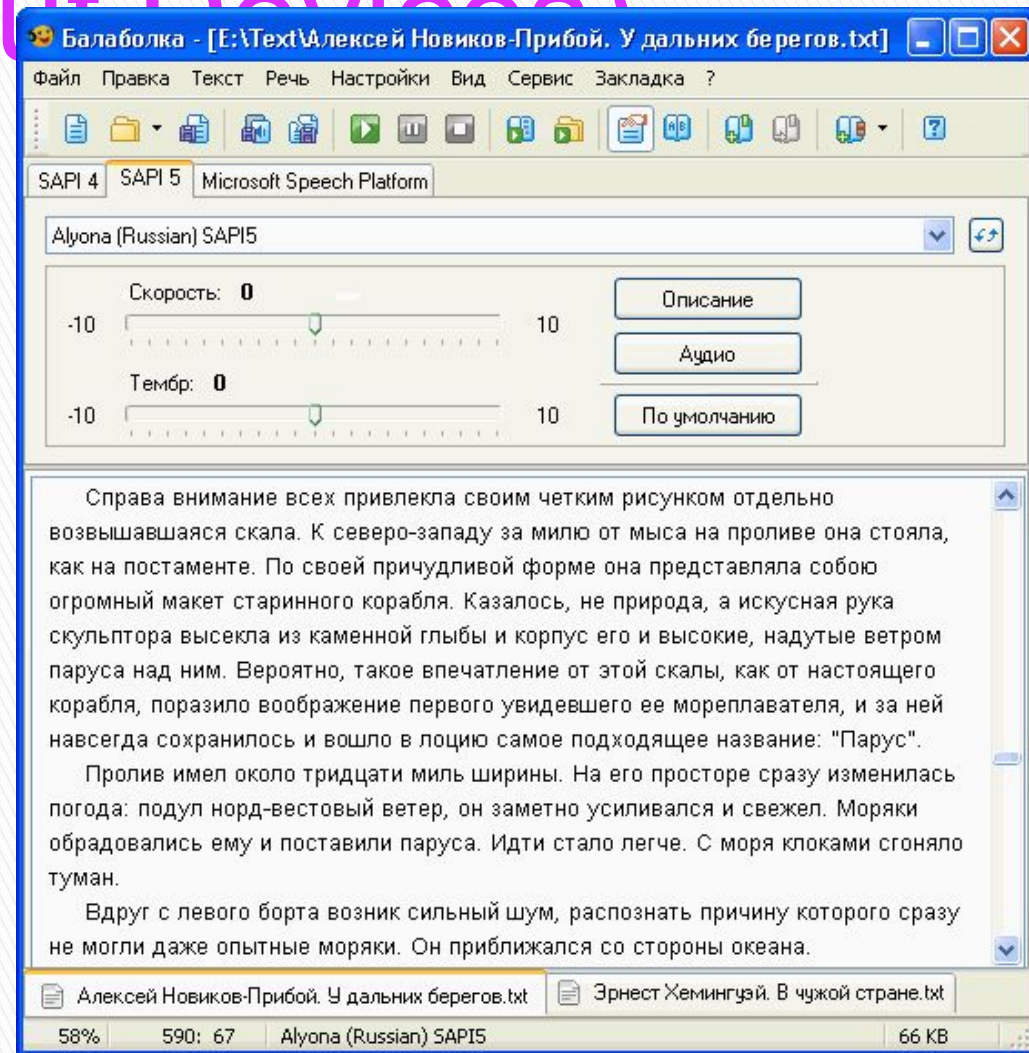 Балаболка - [E:\Text\Алексей Новиков-Прибой. У дальних берегов.txt]
Файл Правка Текст Речь Настройки Вид Сервис Закладка ?
SAPI 4 SAPI 5 Microsoft Speech Platform
Alyona (Russian) SAPI5
Скорость: 0
-10 10
Описание
Аудио
Тембр: 0
-10 10
По умолчанию
Справа внимание всех привлекла своим четким рисунком отдельно
возвышавшаяся скала. К северо-западу за милю от мыса на проливе она стояла,
как на постаменте. По своей причудливой форме она представляла собою
огромный макет старинного корабля. Казалось, не природа, а искусная рука
скульптора высекла из каменной глыбы и корпус его и высокие, надутые ветром
паруса над ним. Вероятно, такое впечатление от этой скалы, как от настоящего
корабля, поразило воображение первого увидевшего ее мореплавателя, и за ней
навсегда сохранилось и вошло в лоцию самое подходящее название: "Парус".
Пролив имел около тридцати миль ширины. На его просторе сразу изменилась
погода: подул норд-вестовый ветер, он заметно усиливался и свежел. Моряки
обрадовались ему и поставили паруса. Идти стало легче. С моря клоками сгоняло
туман.
Вдруг с левого борта возник сильный шум, распознать причину которого сразу
не могли даже опытные моряки. Он приближался со стороны океана.
Алексей Новиков-Прибой. У дальних берегов.txt Эрнест Хемингуэй. В чужой стране.txt
58% 590: 67 Alyona (Russian) SAPI5 66 KB